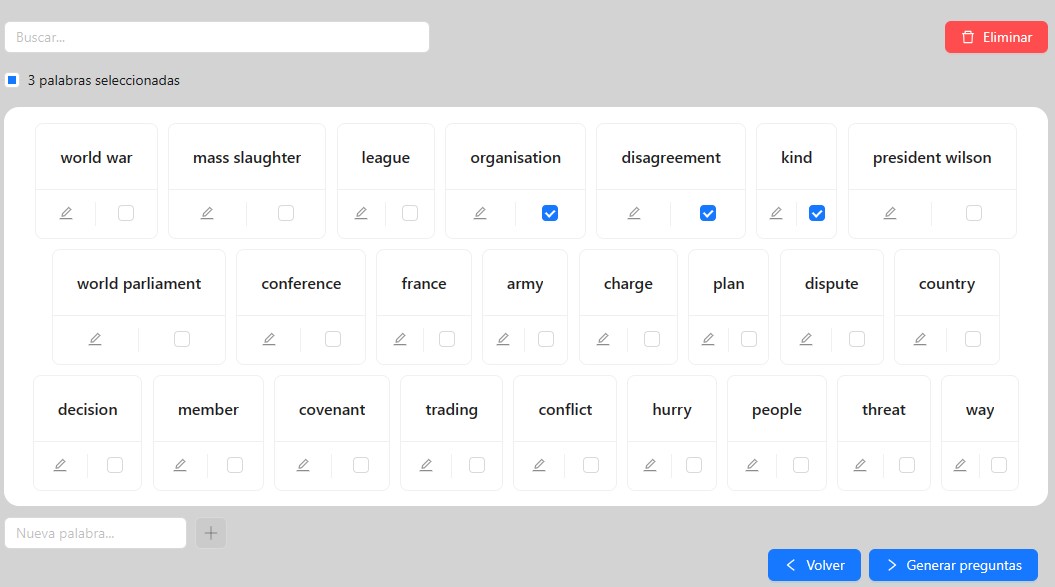 Buscar...
Eliminar
3 palabras seleccionadas
world war mass slaughter league organisation disagreement kind president wilson
world parliament conference france army charge plan dispute country
decision member covenant trading conflict hurry people threat way
Nueva palabra...
Volver Generar preguntas